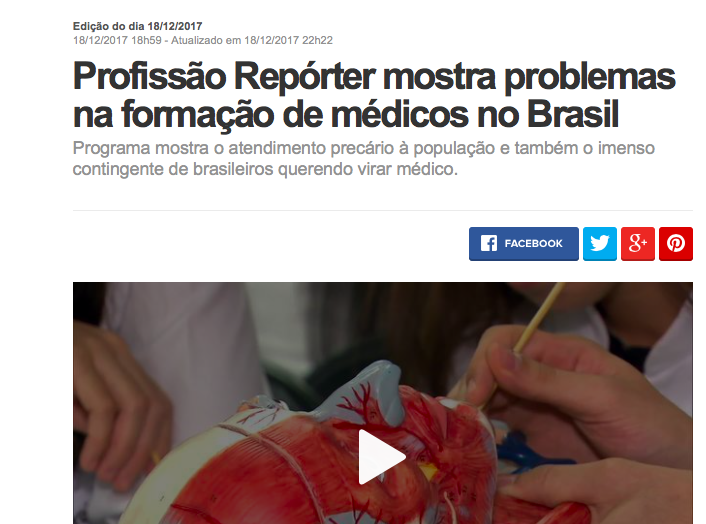 Edição do dia 18/12/2017
18/12/2017 18h59 - Atualizado em 18/12/2017 22h22
Profissão Repórter mostra problemas
na formação de médicos no Brasil
Programa mostra o atendimento precário à população e também o imenso
contingente de brasileiros querendo virar médico.
FACEBOOK